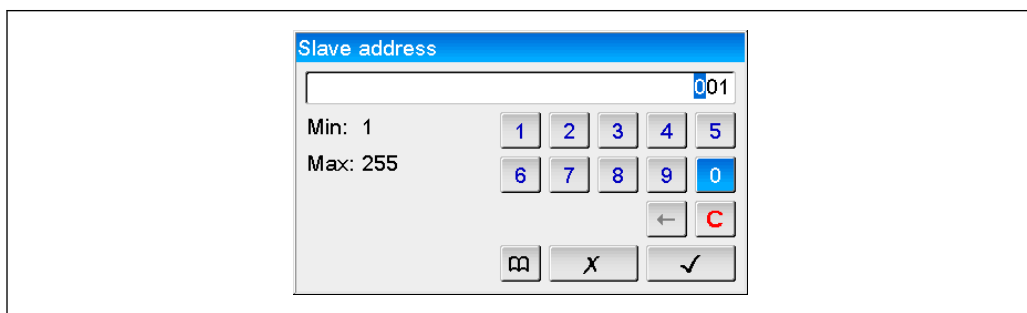 Slave address
001
Min: 1
1 2 3 4 5
Max: 255
6 7 8 9 0
← C
X ✓